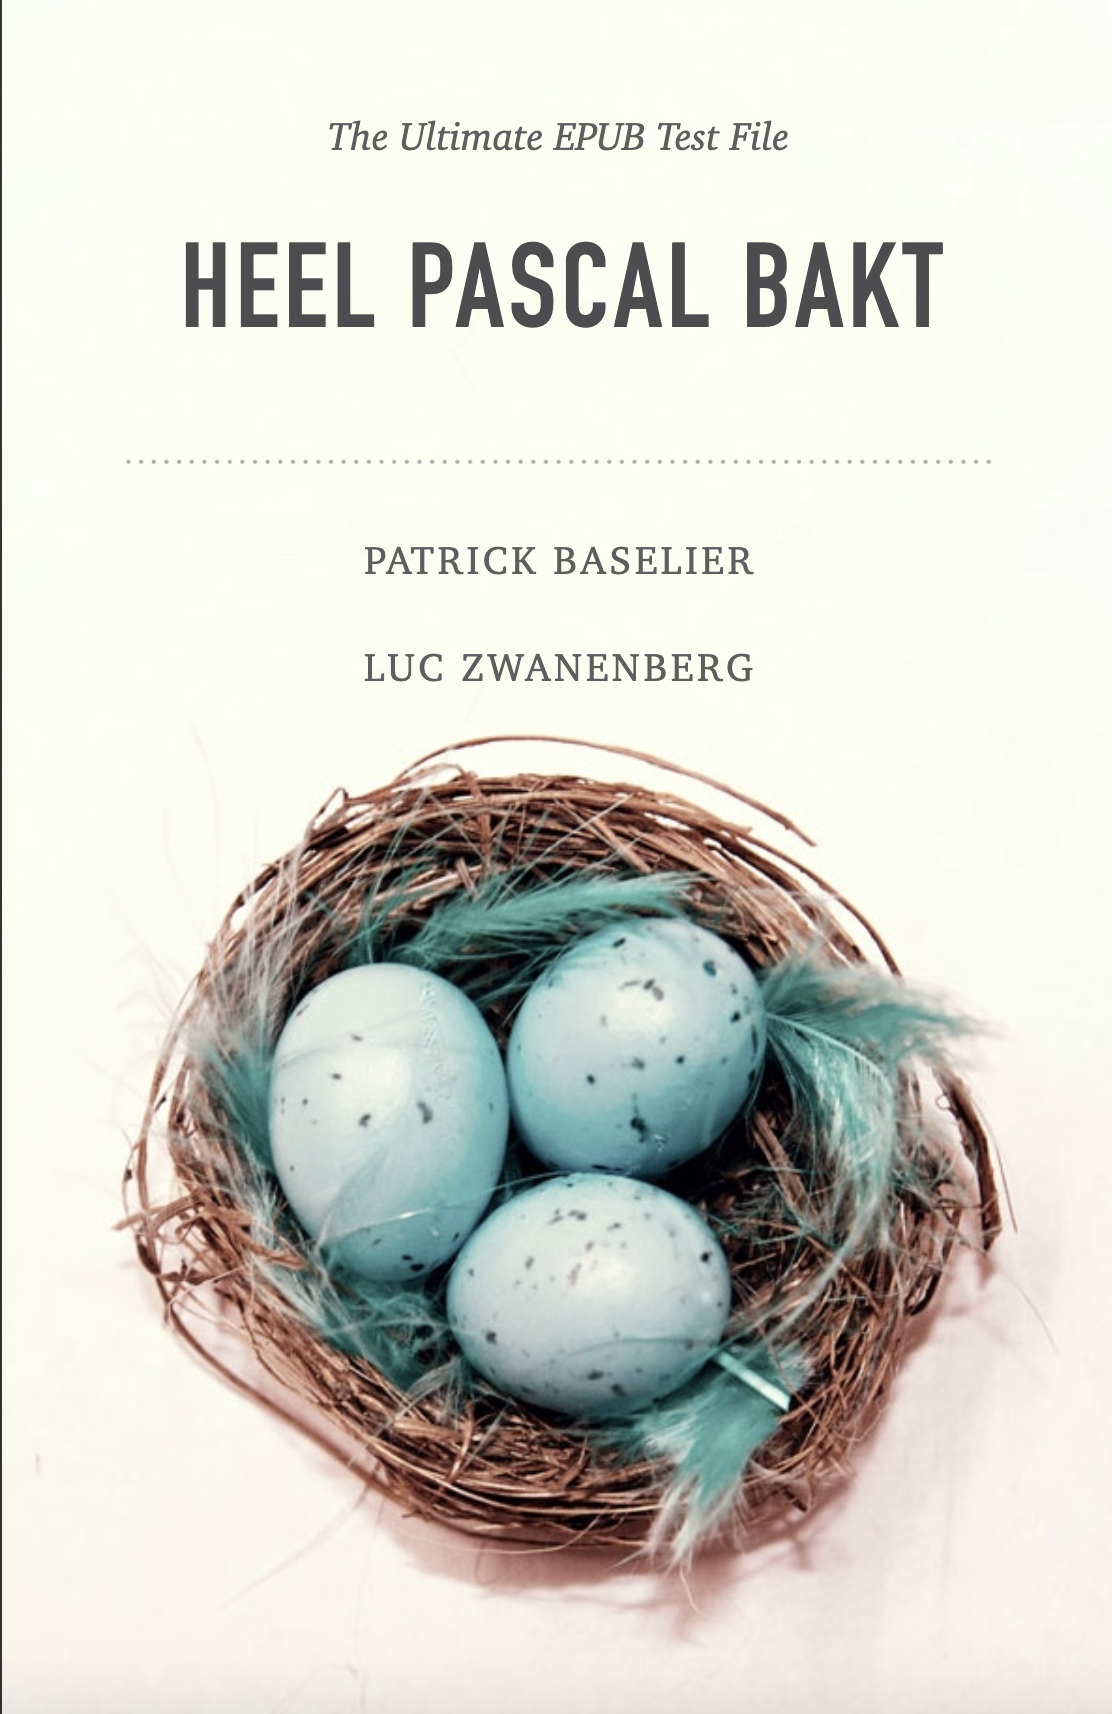 The Ultimate EPUB Test File
HEEL PASCAL BAKT
PATRICK BASELIER
LUC ZWANENBERG